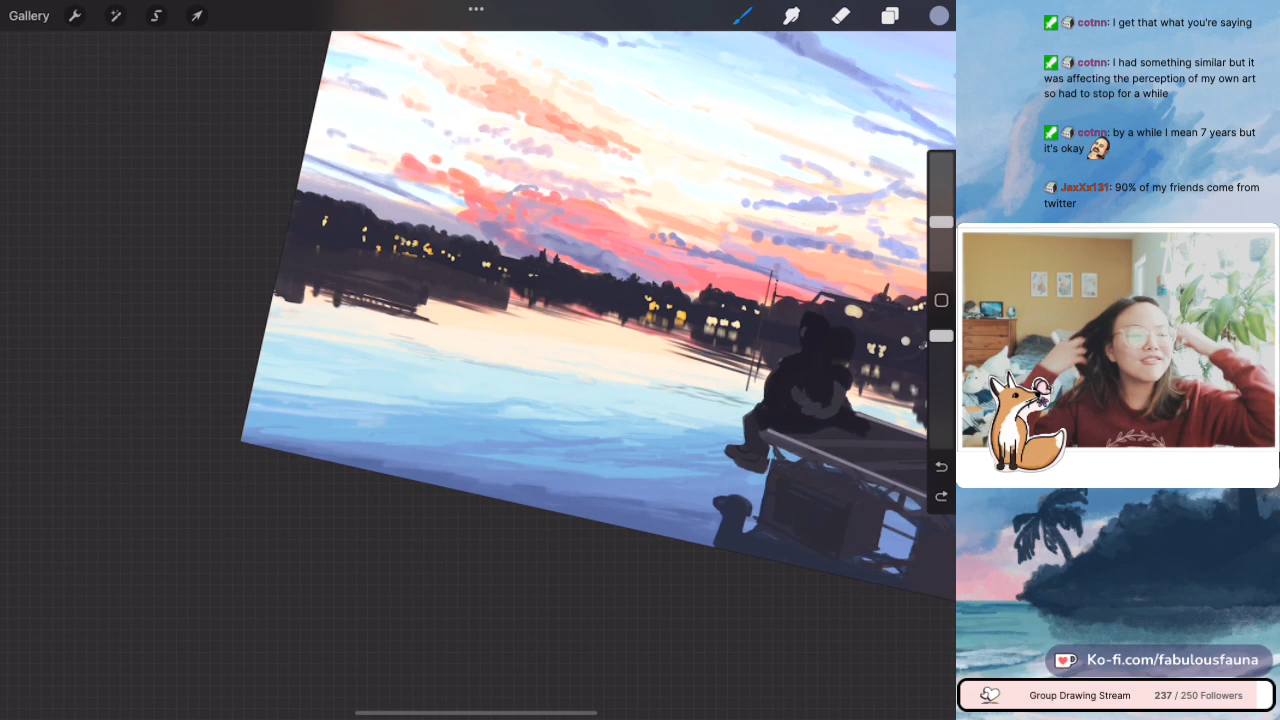 Gallery
cotnn: I get that what you're saying
cotnn: I had something similar but it
was affecting the perception of my own art
so had to stop for a while
cotnn: by a while I mean 7 years but
it's okay
JaxXx131: 90% of my friends come from
twitter
Ko-fi.com/fabulousfauna
Group Drawing Stream 237 / 250 Followers